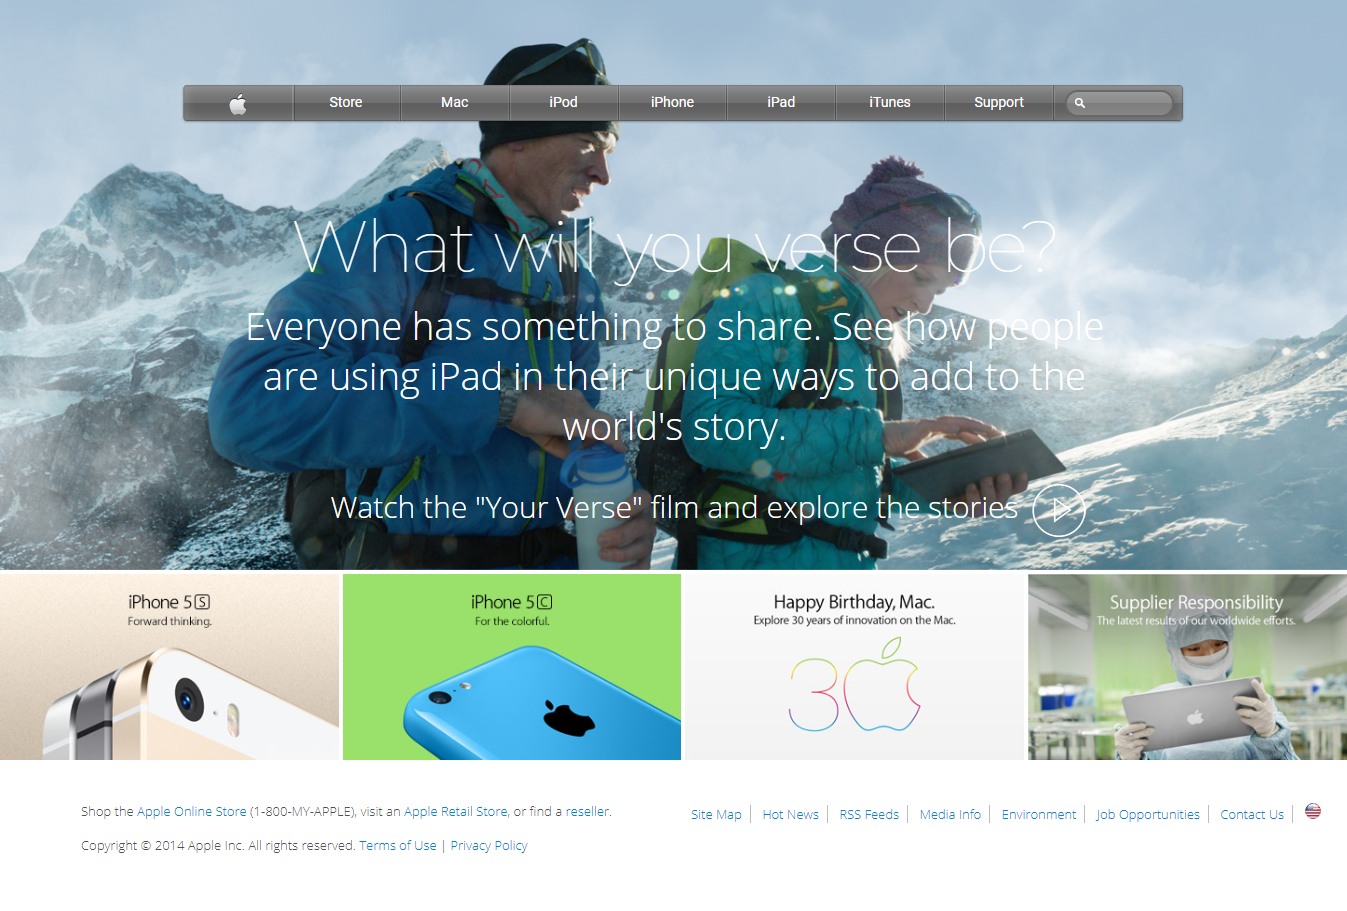 Store Mac iPod iPhone iPad iTunes Support
What will you verse be?
Everyone has something to share. See how people
are using iPad in their unique ways to add to the
world's story.
Watch the "Your Verse" film and explore the stories
iPhone 5S
Forward thinking.
iPhone 5C
For the colorful.
Happy Birthday, Mac.
Explore 30 years of innovation on the Mac.
30
Supplier Responsibility
The latest results of our worldwide efforts.
Shop the Apple Online Store (1-800-MY-APPLE), visit an Apple Retail Store, or find a reseller.
Site Map | Hot News | RSS Feeds | Media Info | Environment | Job Opportunities | Contact Us |
Copyright © 2014 Apple Inc. All rights reserved. Terms of Use | Privacy Policy